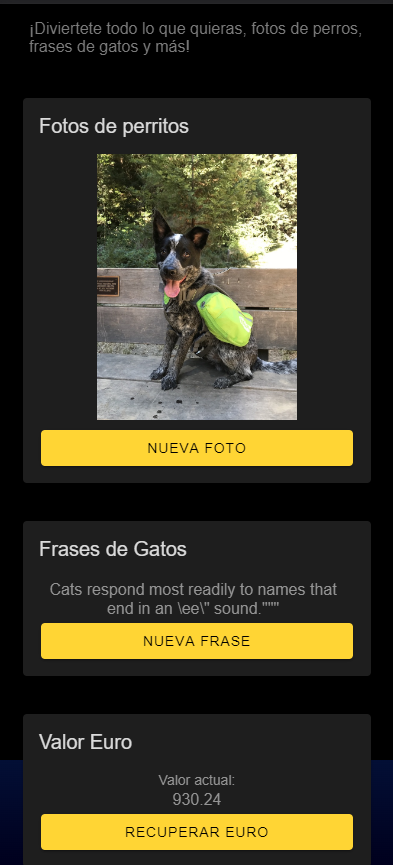 ¡Diviertete todo lo que quieras, fotos de perros,
frases de gatos y más!
Fotos de perritos
NUEVA FOTO
Frases de Gatos
Cats respond most readily to names that
end in an \ee\" sound."""
NUEVA FRASE
Valor Euro
Valor actual:
930.24
RECUPERAR EURO